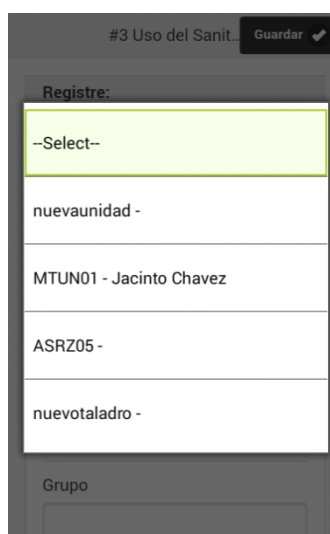 #3 Uso del Sanit.. Guardar
Registre:
--Select--
nuevaunidad -
MTUN01 - Jacinto Chavez
ASRZ05 -
nuevotaladro -
Grupo